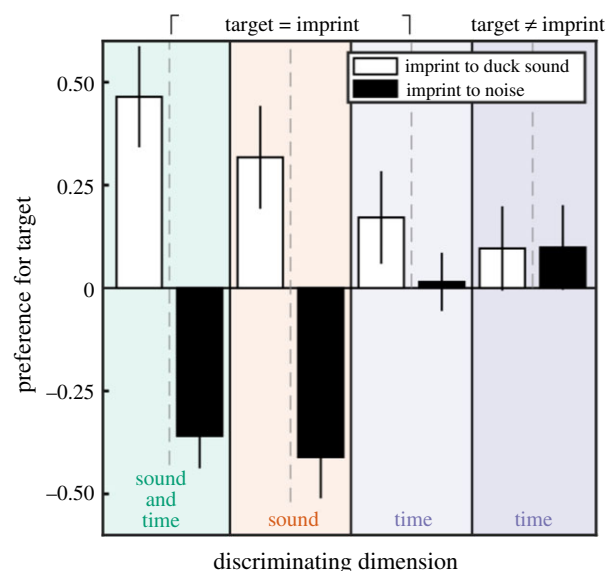 target = imprint
target ≠ imprint
imprint to duck sound
imprint to noise
preference for target
0.50
0.25
0
−0.25
−0.50
sound
and
time
sound
time
time
discriminating dimension